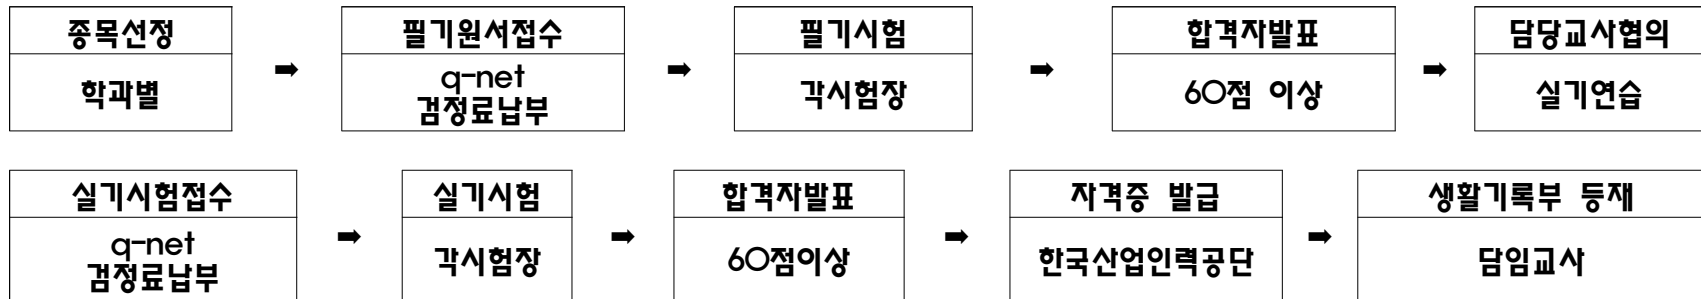 종목선정
학과별
➡
필기원서접수
q-net
검정료납부
➡
필기시험
각시험장
➡
합격자발표
60점 이상
➡
담당교사협의
실기연습
실기시험접수
q-net
검정료납부
➡
실기시험
각시험장
➡
합격자발표
60점이상
➡
자격증 발급
한국산업인력공단
➡
생활기록부 등재
담임교사